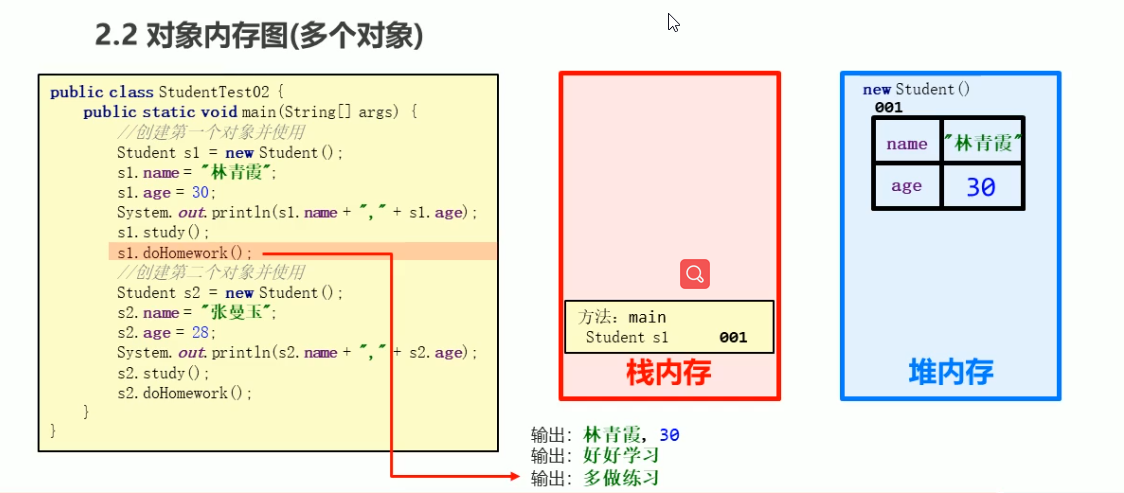 2.2 对象内存图(多个对象)
public class StudentTest02 {
public static void main(String[] args) {
//创建第一个对象并使用
Student s1 = new Student();
s1.name = "林青霞";
s1.age = 30;
System.out.println(s1.name + "," + s1.age);
s1.study();
s1.doHomework();
//创建第二个对象并使用
Student s2 = new Student();
s2.name = "张曼玉";
s2.age = 28;
System.out.println(s2.name + "," + s2.age);
s2.study();
s2.doHomework();
}
}
方法：main
Student s1 001
栈内存
new Student()
001
name "林青霞"
age 30
堆内存
输出：林青霞，30
输出：好好学习
输出：多做练习